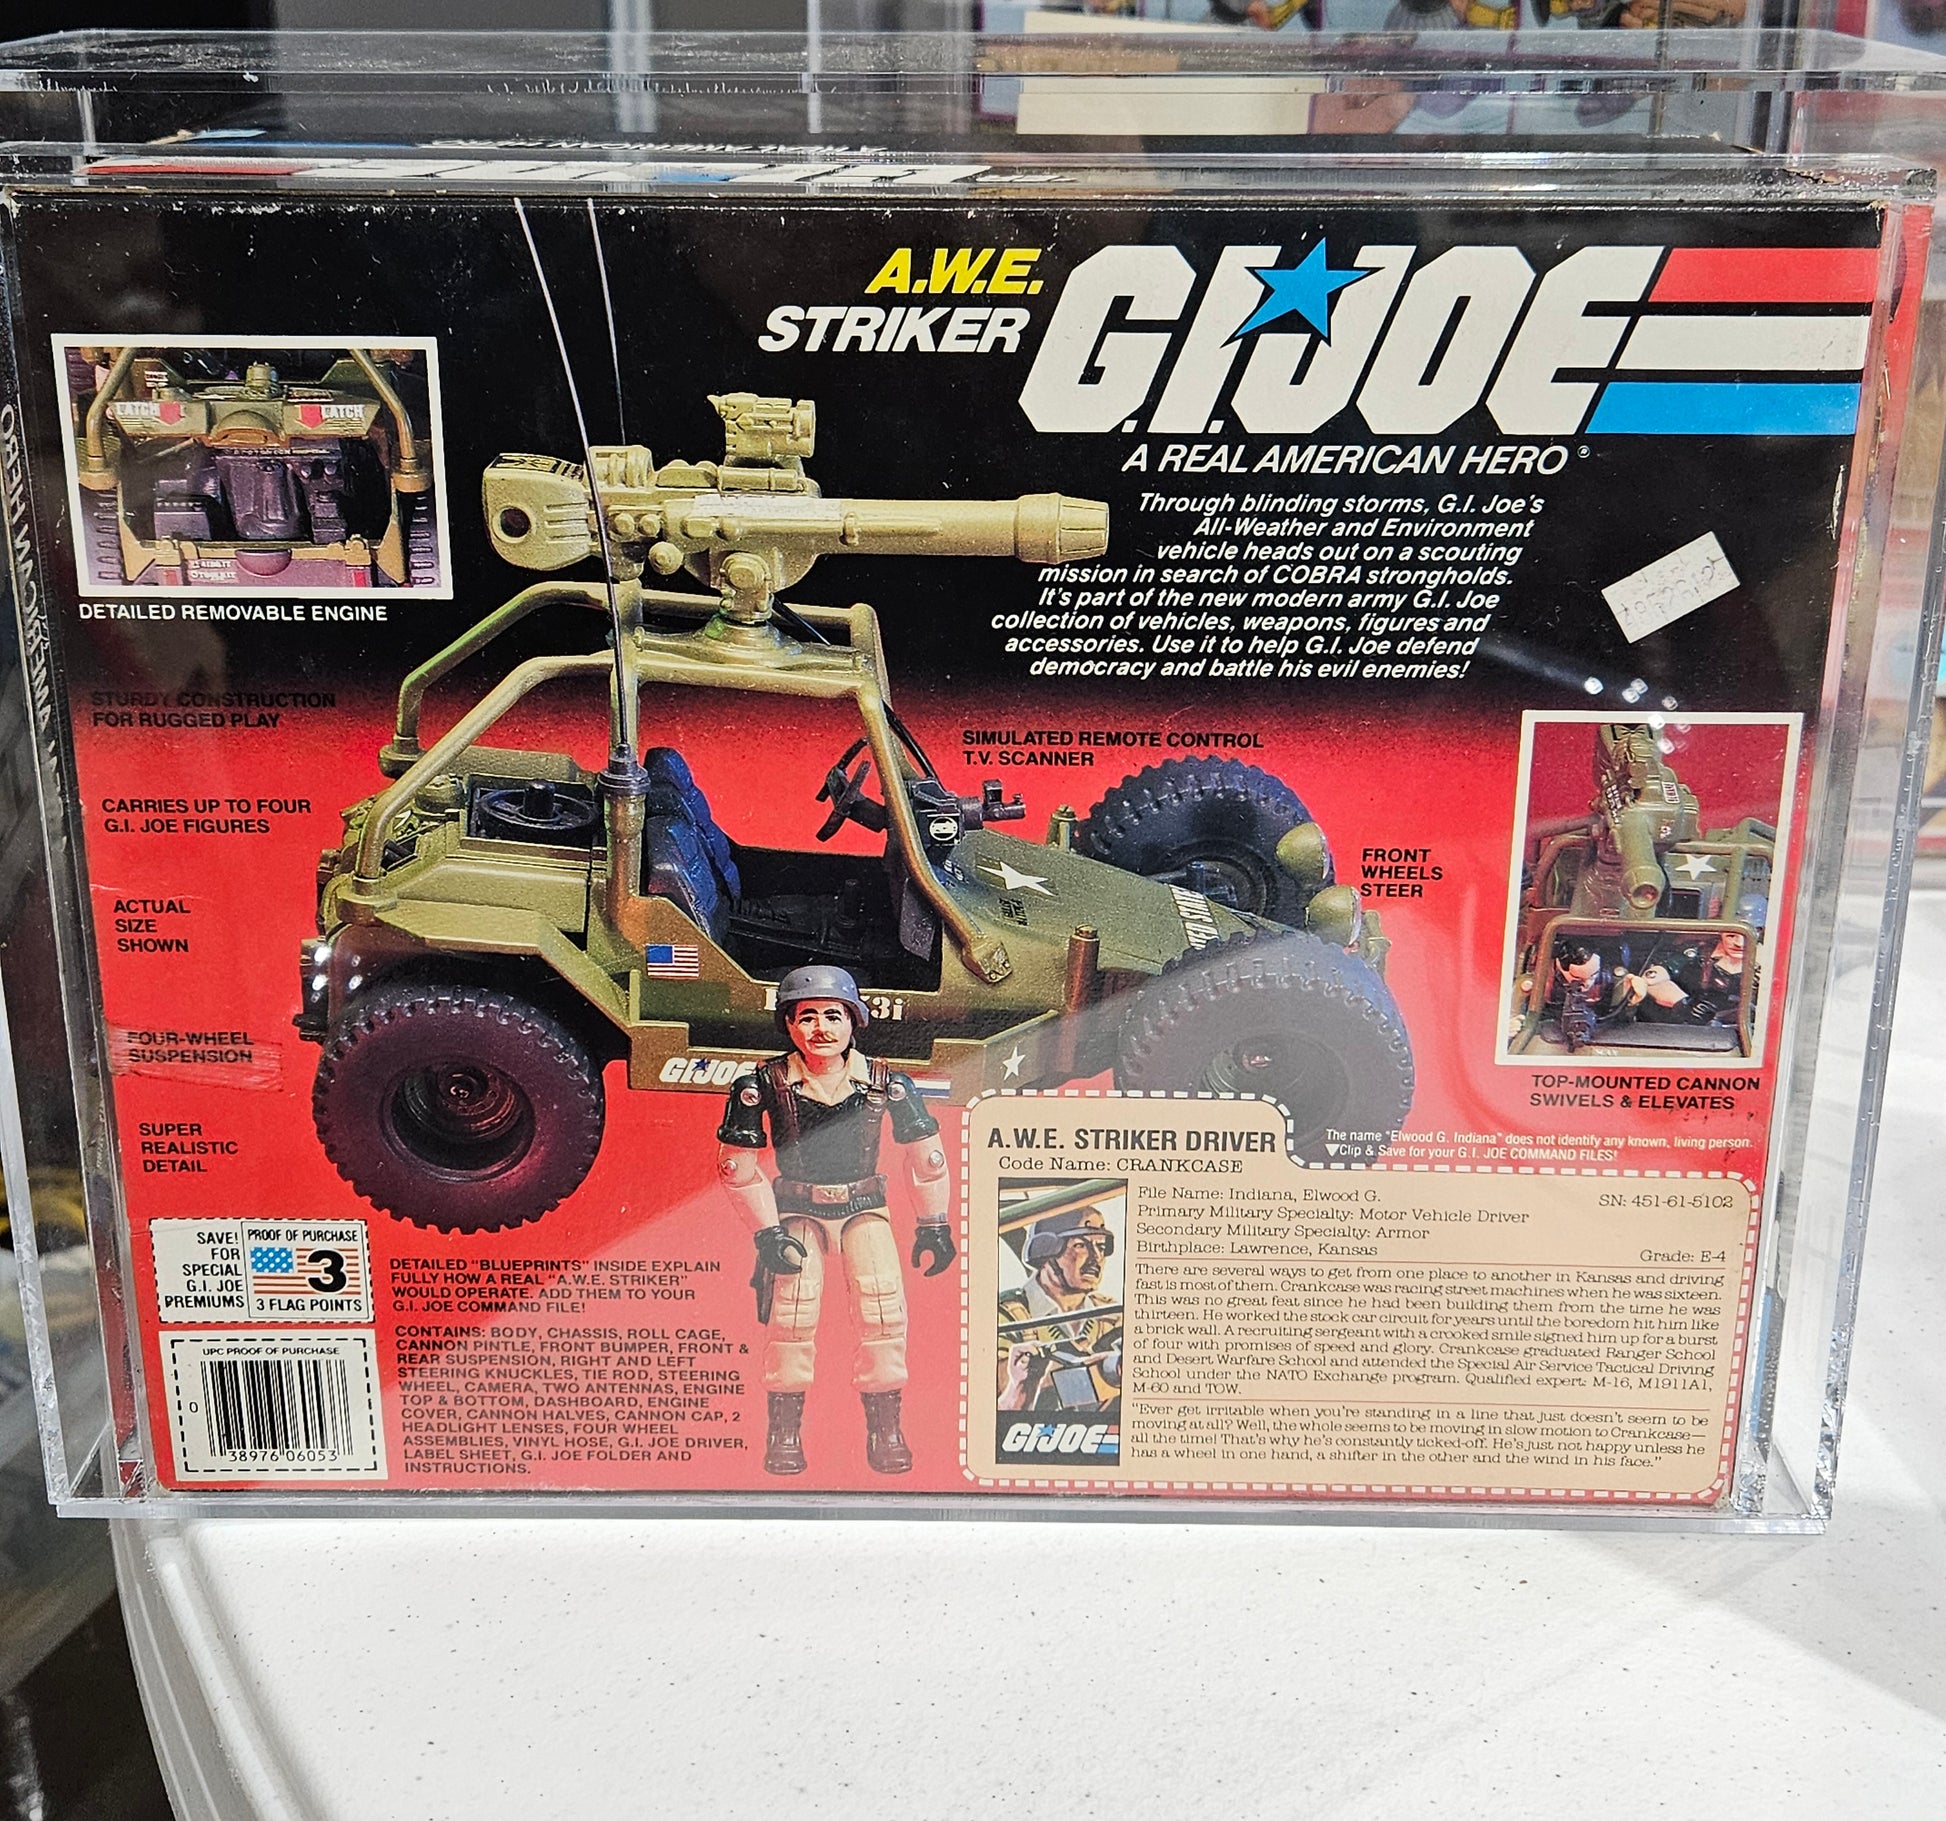 A REAL AMERICAN HERO
A.W.E.
STRIKER
G.I. JOE
A REAL AMERICAN HERO®
Through blinding storms, G.I. Joe's
All-Weather and Environment
vehicle heads out on a scouting
mission in search of COBRA strongholds.
It's part of the new modern army G.I. Joe
collection of vehicles, weapons, figures and
accessories. Use it to help G.I. Joe defend
democracy and battle his evil enemies!
LATCH
LATCH
DETAILED REMOVABLE ENGINE
STURDY CONSTRUCTION
FOR RUGGED PLAY
SIMULATED REMOTE CONTROL
T.V. SCANNER
CARRIES UP TO FOUR
G.I. JOE FIGURES
FRONT
WHEELS
STEER
ACTUAL
SIZE
SHOWN
FOUR-WHEEL
SUSPENSION
SUPER
REALISTIC
DETAIL
3i
G.I. JOE
TOP-MOUNTED CANNON
SWIVELS & ELEVATES
The name "Elwood G. Indiana" does not identify any known, living person.
▼Clip & Save for your G.I. JOE COMMAND FILES!
A.W.E. STRIKER DRIVER
Code Name: CRANKCASE
File Name: Indiana, Elwood G.
SN: 451-61-5102
Primary Military Specialty: Motor Vehicle Driver
Secondary Military Specialty: Armor
Birthplace: Lawrence, Kansas
Grade: E-4
There are several ways to get from one place to another in Kansas and driving
fast is most of them. Crankcase was racing street machines when he was sixteen.
This was no great feat since he had been building them from the time he was
thirteen. He worked the stock car circuit for years until the boredom hit him like
a brick wall. A recruiting sergeant with a crooked smile signed him up for a burst
of four with promises of speed and glory. Crankcase graduated Ranger School
and Desert Warfare School and attended the Special Air Service Tactical Driving
School under the NATO Exchange program. Qualified expert: M-16, M1911A1,
M-60 and TOW.
"Ever get irritable when you're standing in a line that just doesn't seem to be
moving at all? Well, the whole seems to be moving in slow motion to Crankcase—
all the time! That's why he's constantly ticked-off. He's just not happy unless he
has a wheel in one hand, a shifter in the other and the wind in his face."
G.I. JOE
SAVE!
FOR
SPECIAL
G.I. JOE
PREMIUMS
PROOF OF PURCHASE
3
3 FLAG POINTS
DETAILED "BLUEPRINTS" INSIDE EXPLAIN
FULLY HOW A REAL "A.W.E. STRIKER"
WOULD OPERATE. ADD THEM TO YOUR
G.I. JOE COMMAND FILE!
CONTAINS: BODY, CHASSIS, ROLL CAGE,
CANNON PINTLE, FRONT BUMPER, FRONT &
REAR SUSPENSION, RIGHT AND LEFT
STEERING KNUCKLES, TIE ROD, STEERING
WHEEL, CAMERA, TWO ANTENNAS, ENGINE
TOP & BOTTOM, DASHBOARD, ENGINE
COVER, CANNON HALVES, CANNON CAP, 2
HEADLIGHT LENSES, FOUR WHEEL
ASSEMBLIES, VINYL HOSE, G.I. JOE DRIVER,
LABEL SHEET, G.I. JOE FOLDER AND
INSTRUCTIONS.
UPC PROOF OF PURCHASE
0 38976 06053